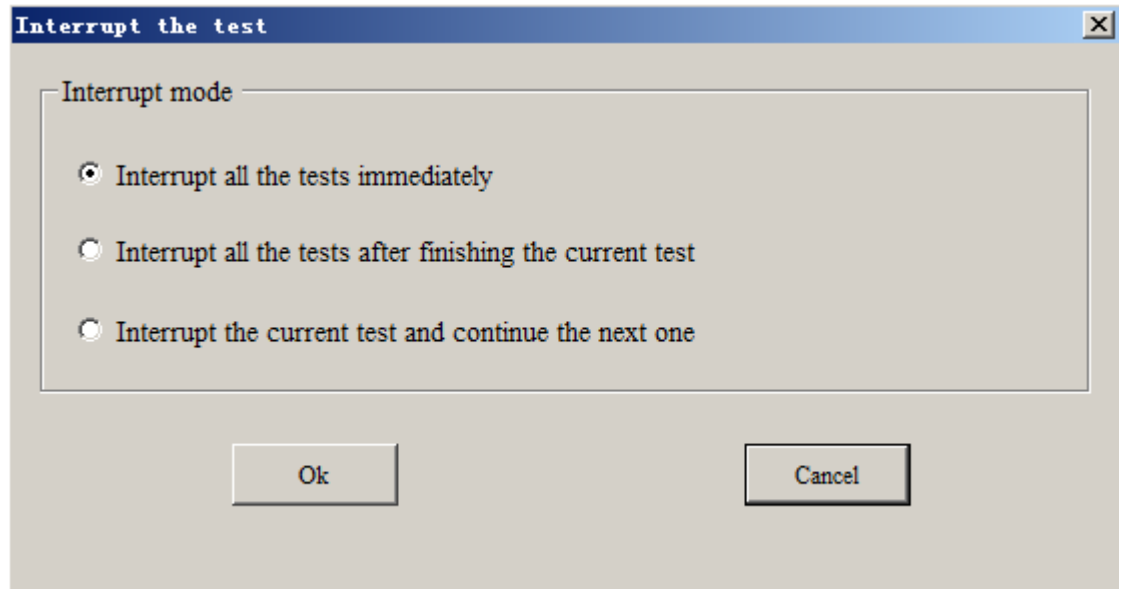 Interrupt the test
Interrupt mode
Interrupt all the tests immediately
Interrupt all the tests after finishing the current test
Interrupt the current test and continue the next one
Ok
Cancel